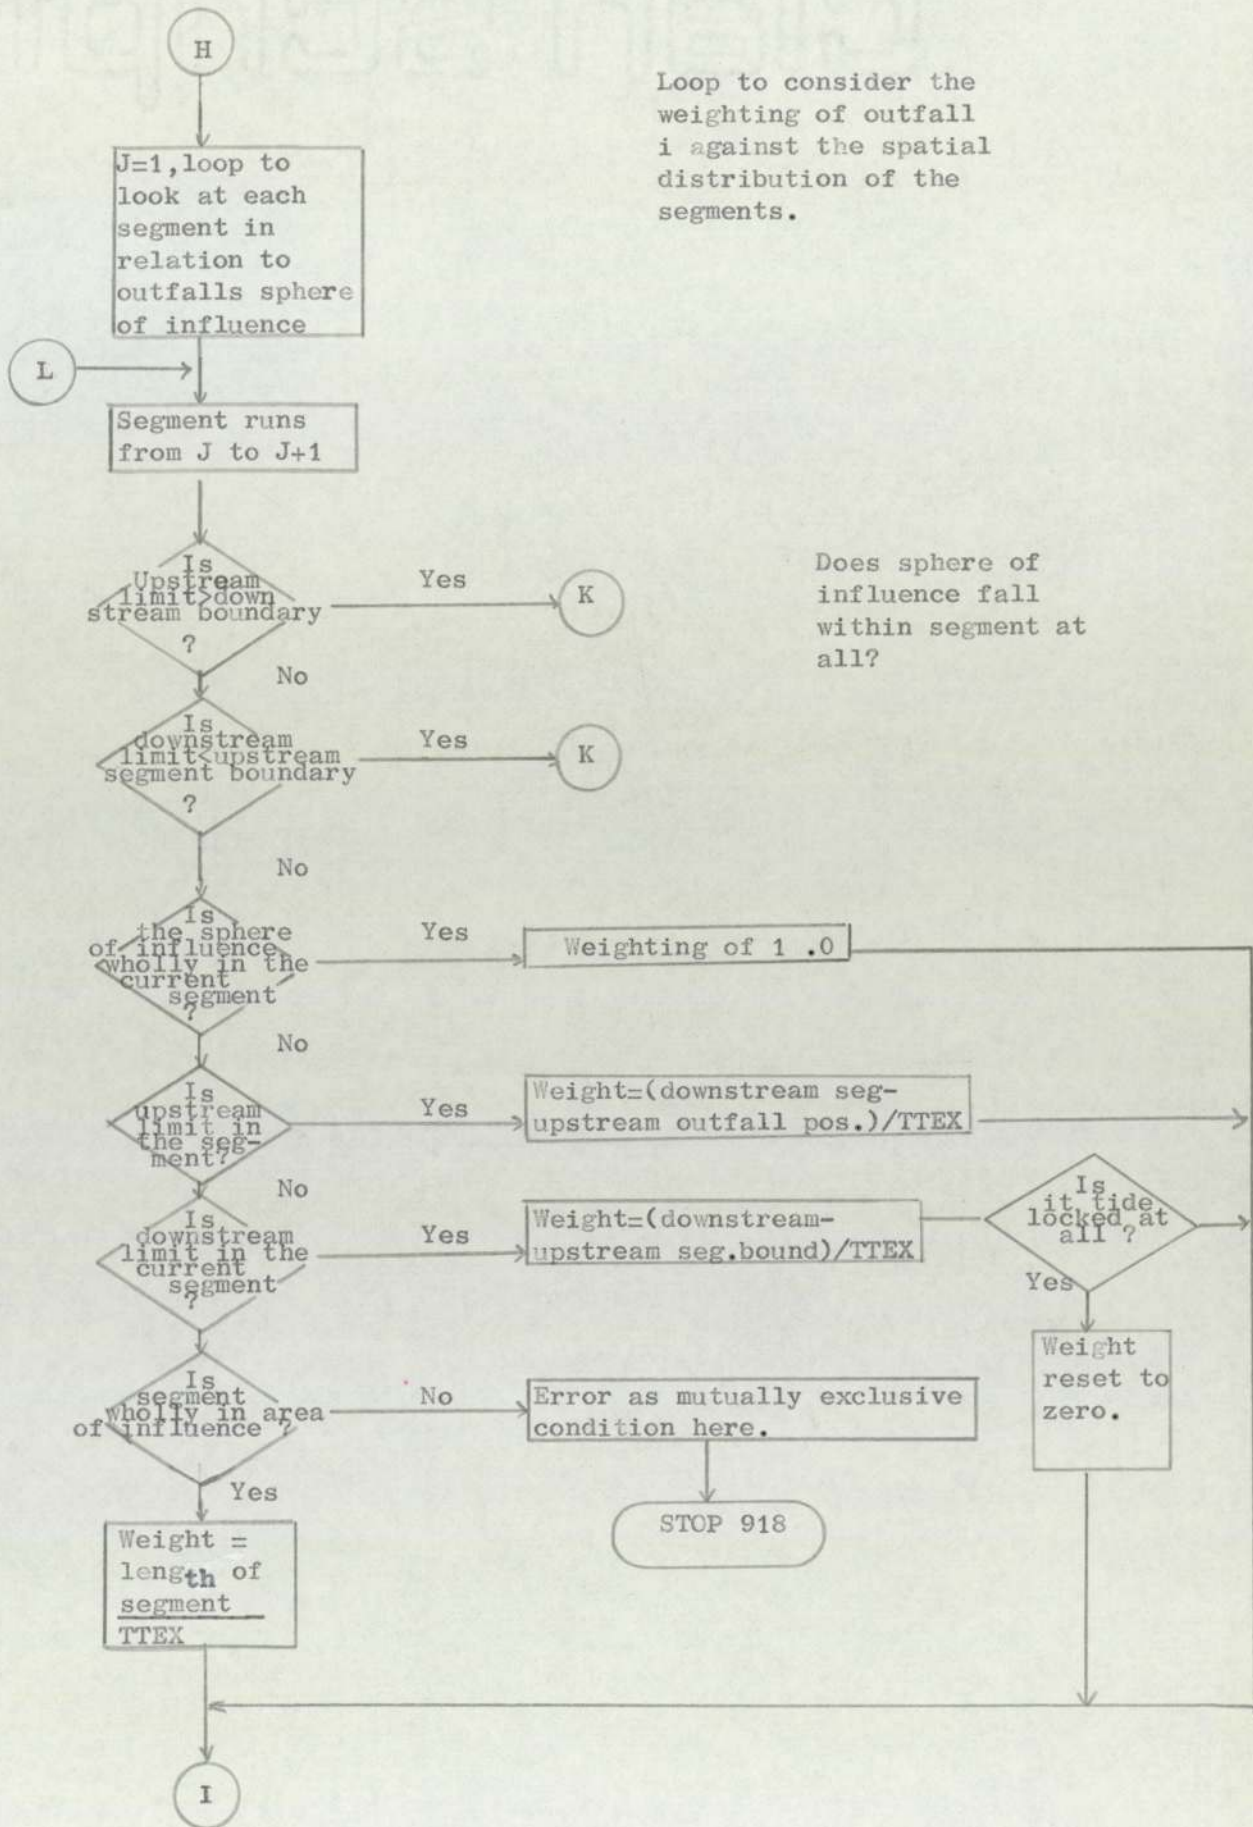 H
Loop to consider the
weighting of outfall
i against the spatial
distribution of the
segments.
J=1,loop to
look at each
segment in
relation to
outfalls sphere
of influence
L
Segment runs
from J to J+1
Is
Upstream
limit>down
stream boundary
?
Yes
K
Does sphere of
influence fall
within segment at
all?
No
Is
downstream
limit<upstream
segment boundary
?
Yes
K
No
Is
the sphere
of influence
wholly in the
current
segment
?
Yes
Weighting of 1 .0
No
Is
upstream
limit in
the seg-
ment?
Yes
Weight=(downstream seg-
upstream outfall pos.)/TTEX
No
Is
downstream
limit in the
current
segment
?
Yes
Weight=(downstream-
upstream seg.bound)/TTEX
Is
it tide
locked at
all ?
Yes
Weight
reset to
zero.
Is
segment
wholly in area
of influence ?
No
Error as mutually exclusive
condition here.
STOP 918
Yes
Weight =
length of
segment
TTEX
I